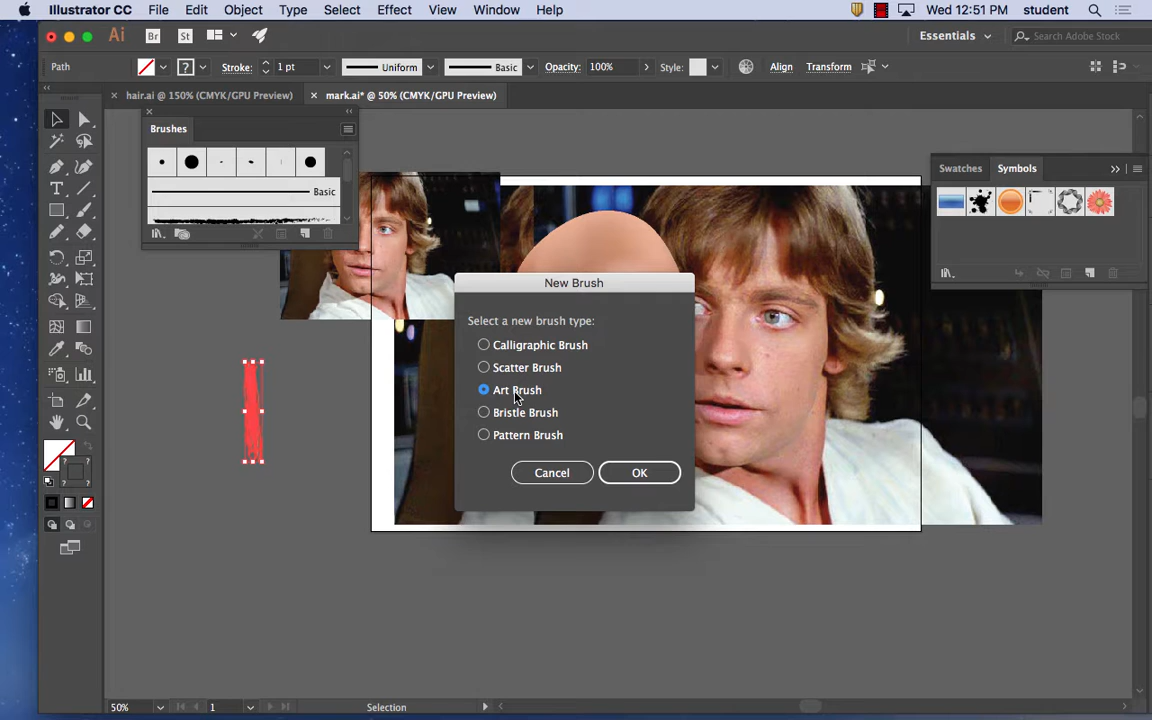 Illustrator CC File Edit Object Type Select Effect View Window Help Wed 12:51 PM student
Ai Br St Essentials Search Adobe Stock
Path ? Stroke: 1 pt Uniform Basic Opacity: 100% Style: Align Transform
hair.ai @ 150% (CMYK/GPU Preview) mark.ai* @ 50% (CMYK/GPU Preview)
Brushes
Basic
Swatches Symbols
New Brush
Select a new brush type:
Calligraphic Brush
Scatter Brush
Art Brush
Bristle Brush
Pattern Brush
Cancel OK
? ?
? ?
50% 1 Selection